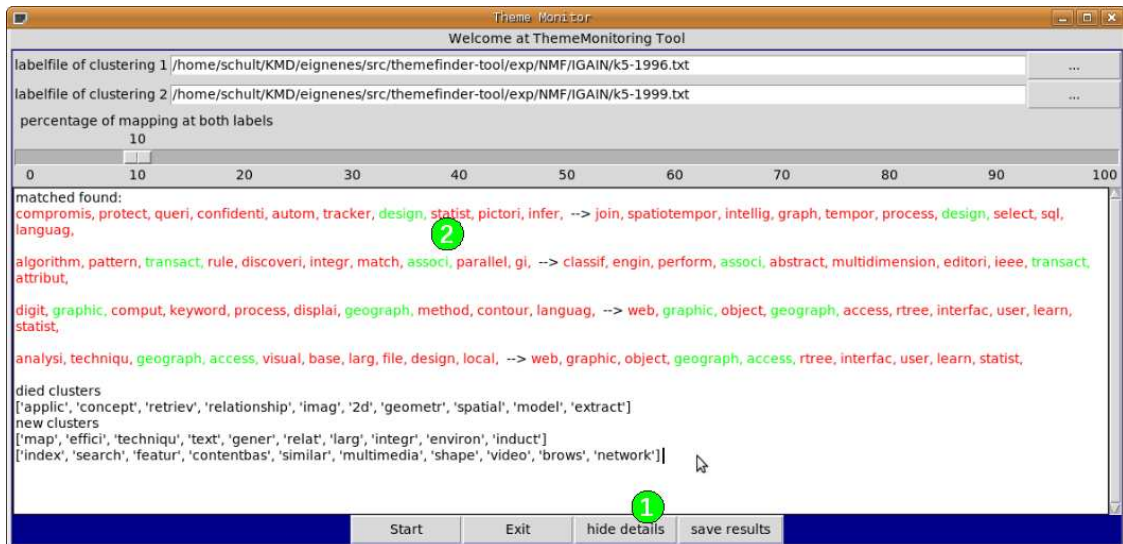 Theme Monitor
Welcome at ThemeMonitoring Tool
labelfile of clustering 1 /home/schult/KMD/eignenes/src/themefinder-tool/exp/NMF/IGAIN/k5-1996.txt ...
labelfile of clustering 2 /home/schult/KMD/eignenes/src/themefinder-tool/exp/NMF/IGAIN/k5-1999.txt ...
percentage of mapping at both labels
10
0 10 20 30 40 50 60 70 80 90 100
matched found:
compromis, protect, queri, confidenti, autom, tracker, design, statist, pictori, infer, --> join, spatiotempor, intellig, graph, tempor, process, design, select, sql,
languag,
2
algorithm, pattern, transact, rule, discoveri, integr, match, associ, parallel, gi, --> classif, engin, perform, associ, abstract, multidimension, editori, ieee, transact,
attribut,
digit, graphic, comput, keyword, process, displai, geograph, method, contour, languag, --> web, graphic, object, geograph, access, rtree, interfac, user, learn,
statist,
analysi, techniqu, geograph, access, visual, base, larg, file, design, local, --> web, graphic, object, geograph, access, rtree, interfac, user, learn, statist,
died clusters
['applic', 'concept', 'retriev', 'relationship', 'imag', '2d', 'geometr', 'spatial', 'model', 'extract']
new clusters
['map', 'effici', 'techniqu', 'text', 'gener', 'relat', 'larg', 'integr', 'environ', 'induct']
['index', 'search', 'featur', 'contentbas', 'similar', 'multimedia', 'shape', 'video', 'brows', 'network']
1
Start Exit hide details save results